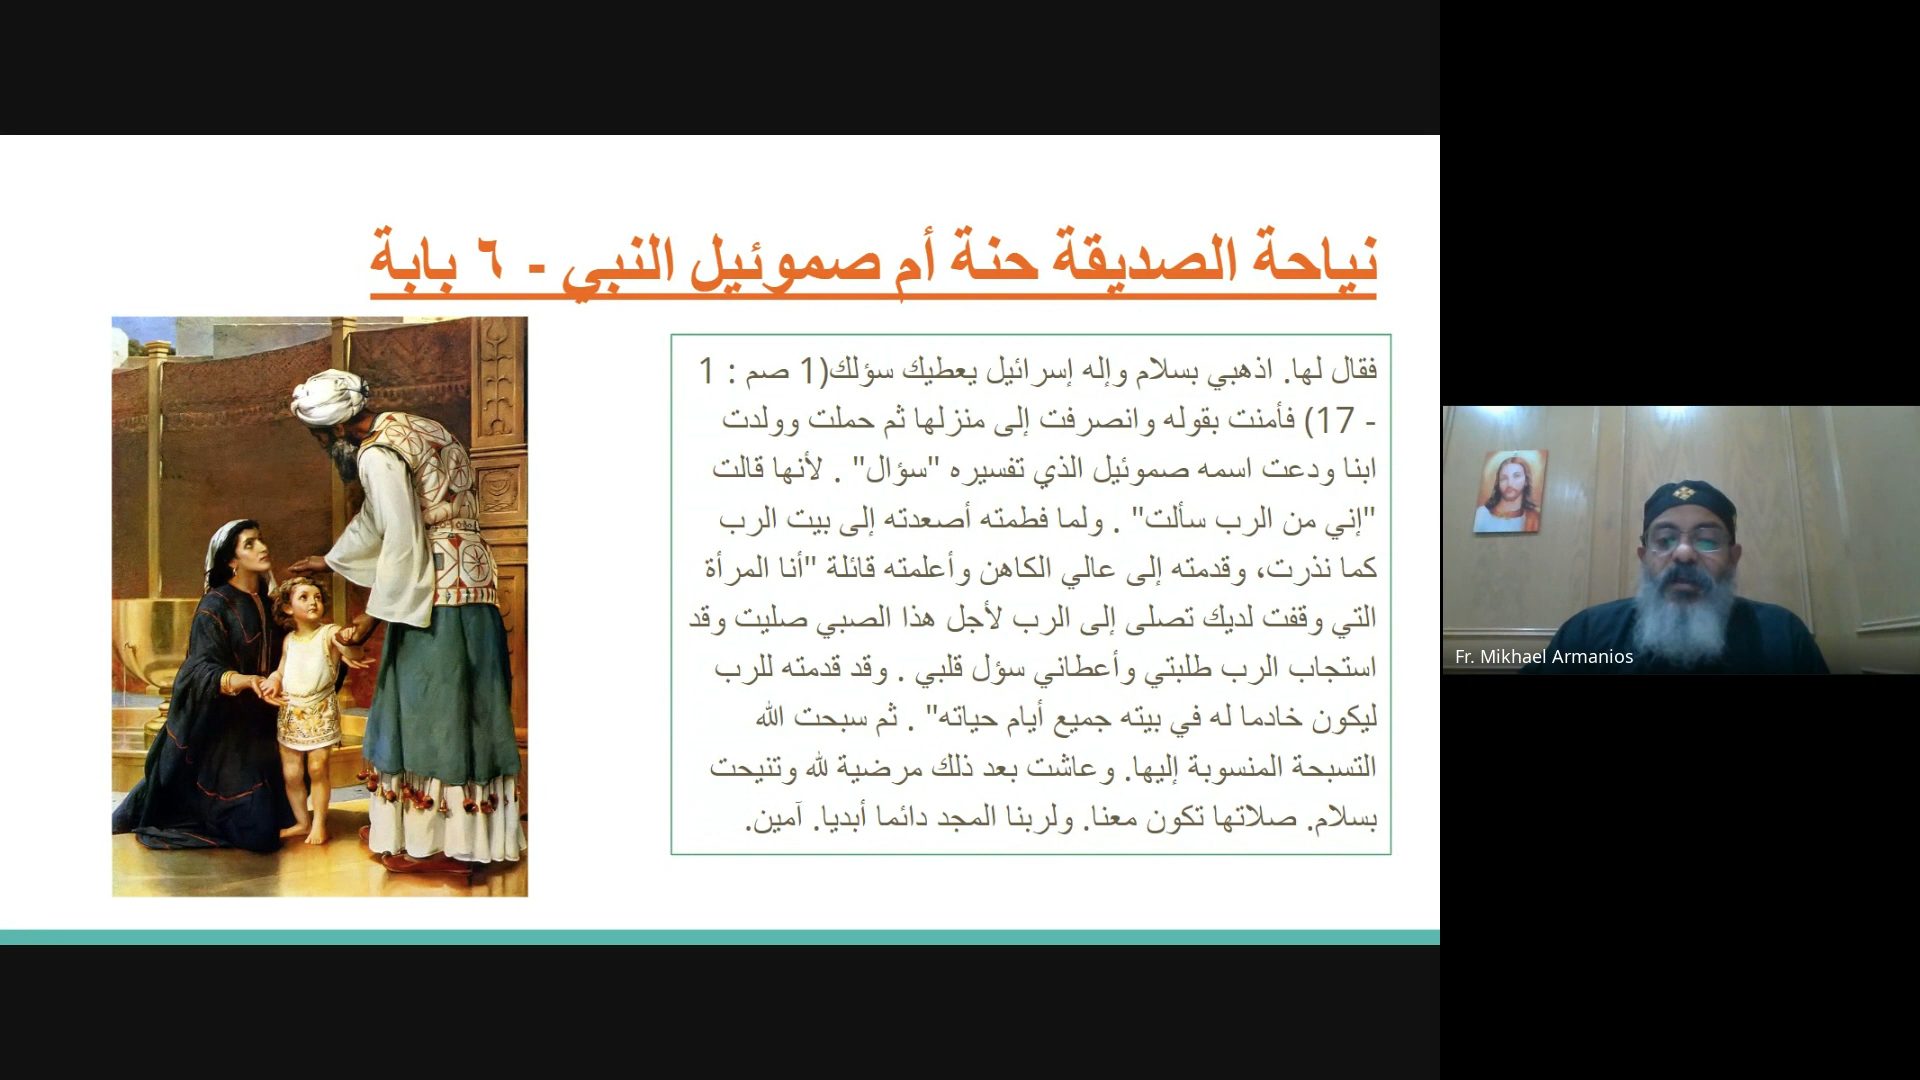 نياحة الصديقة حنة أم صموئيل النبي - ٦ بابة
فقال لها. اذهبي بسلام وإله إسرائيل يعطيك سؤلك(1 صم : 1
- 17) فأمنت بقوله وانصرفت إلى منزلها ثم حملت وولدت
ابنا ودعت اسمه صموئيل الذي تفسيره "سؤال" . لأنها قالت
"إني من الرب سألت" . ولما فطمته أصعدته إلى بيت الرب
كما نذرت، وقدمته إلى عالي الكاهن وأعلمته قائلة "أنا المرأة
التي وقفت لديك تصلى إلى الرب لأجل هذا الصبي صليت وقد
استجاب الرب طلبتي وأعطاني سؤل قلبي . وقد قدمته للرب
ليكون خادما له في بيته جميع أيام حياته" . ثم سبحت الله
التسبحة المنسوبة إليها. وعاشت بعد ذلك مرضية لله وتنيحت
بسلام. صلاتها تكون معنا. ولربنا المجد دائما أبديا. آمين.
Fr. Mikhael Armanios